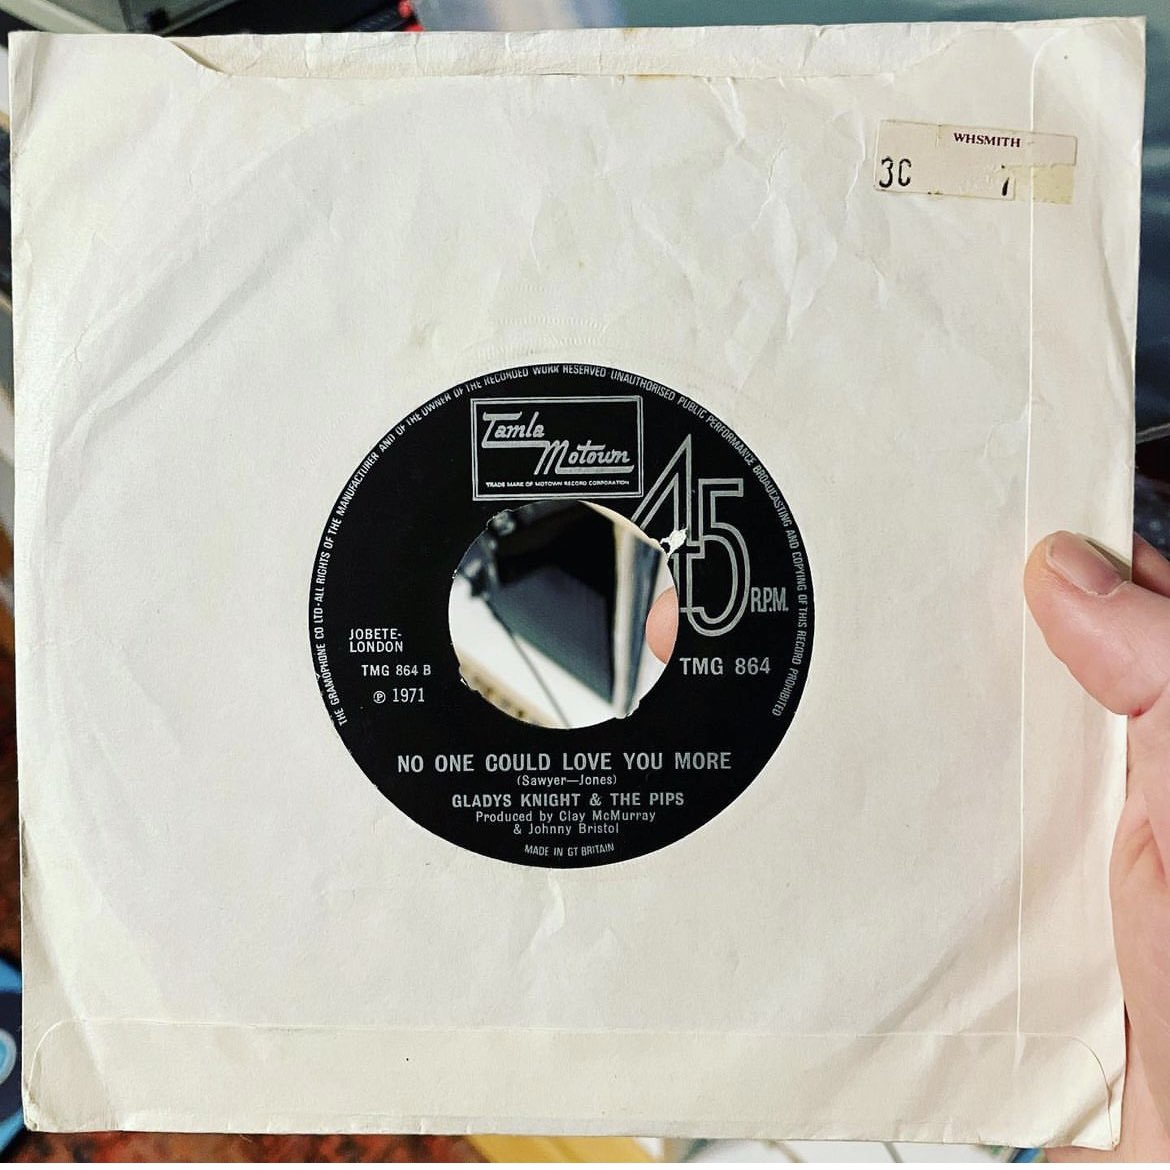 WHSMITH
3C
THE GRAMOPHONE CO LTD · ALL RIGHTS OF THE MANUFACTURER AND OF THE OWNER OF THE RECORDED WORK RESERVED UNAUTHORISED PUBLIC PERFORMANCE BROADCASTING AND COPYING OF THIS RECORD PROHIBITED
Tamla
Motown
TRADE MARK OF MOTOWN RECORD CORPORATION
45
R.P.M.
JOBETE-
LONDON
TMG 864 B
℗ 1971
TMG 864
NO ONE COULD LOVE YOU MORE
(Sawyer—Jones)
GLADYS KNIGHT & THE PIPS
Produced by Clay McMurray
& Johnny Bristol
MADE IN GT BRITAIN